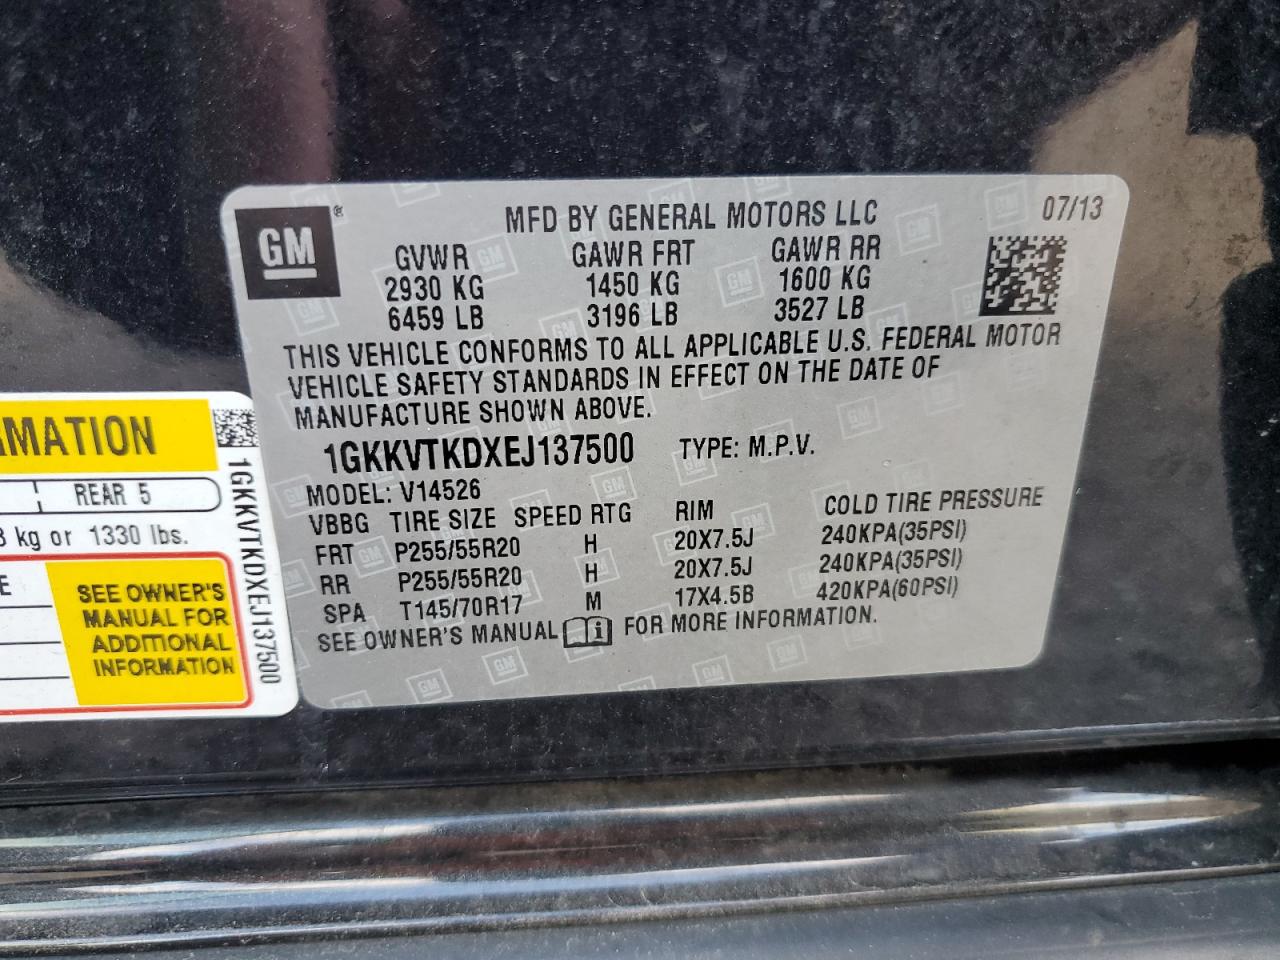 GM®
MFD BY GENERAL MOTORS LLC
07/13
GVWR GAWR FRT GAWR RR
2930 KG 1450 KG 1600 KG
6459 LB 3196 LB 3527 LB
THIS VEHICLE CONFORMS TO ALL APPLICABLE U.S. FEDERAL MOTOR
VEHICLE SAFETY STANDARDS IN EFFECT ON THE DATE OF
MANUFACTURE SHOWN ABOVE.
1GKKVTKDXEJ137500 TYPE: M.P.V.
MODEL: V14526
VBBG TIRE SIZE SPEED RTG RIM COLD TIRE PRESSURE
FRT P255/55R20 H 20X7.5J 240KPA(35PSI)
RR P255/55R20 H 20X7.5J 240KPA(35PSI)
SPA T145/70R17 M 17X4.5B 420KPA(60PSI)
SEE OWNER'S MANUAL i FOR MORE INFORMATION.
MATION
REAR 5
kg or 1330 lbs.
E
SEE OWNER'S
MANUAL FOR
ADDITIONAL
INFORMATION
1GKKVTKDXEJ137500